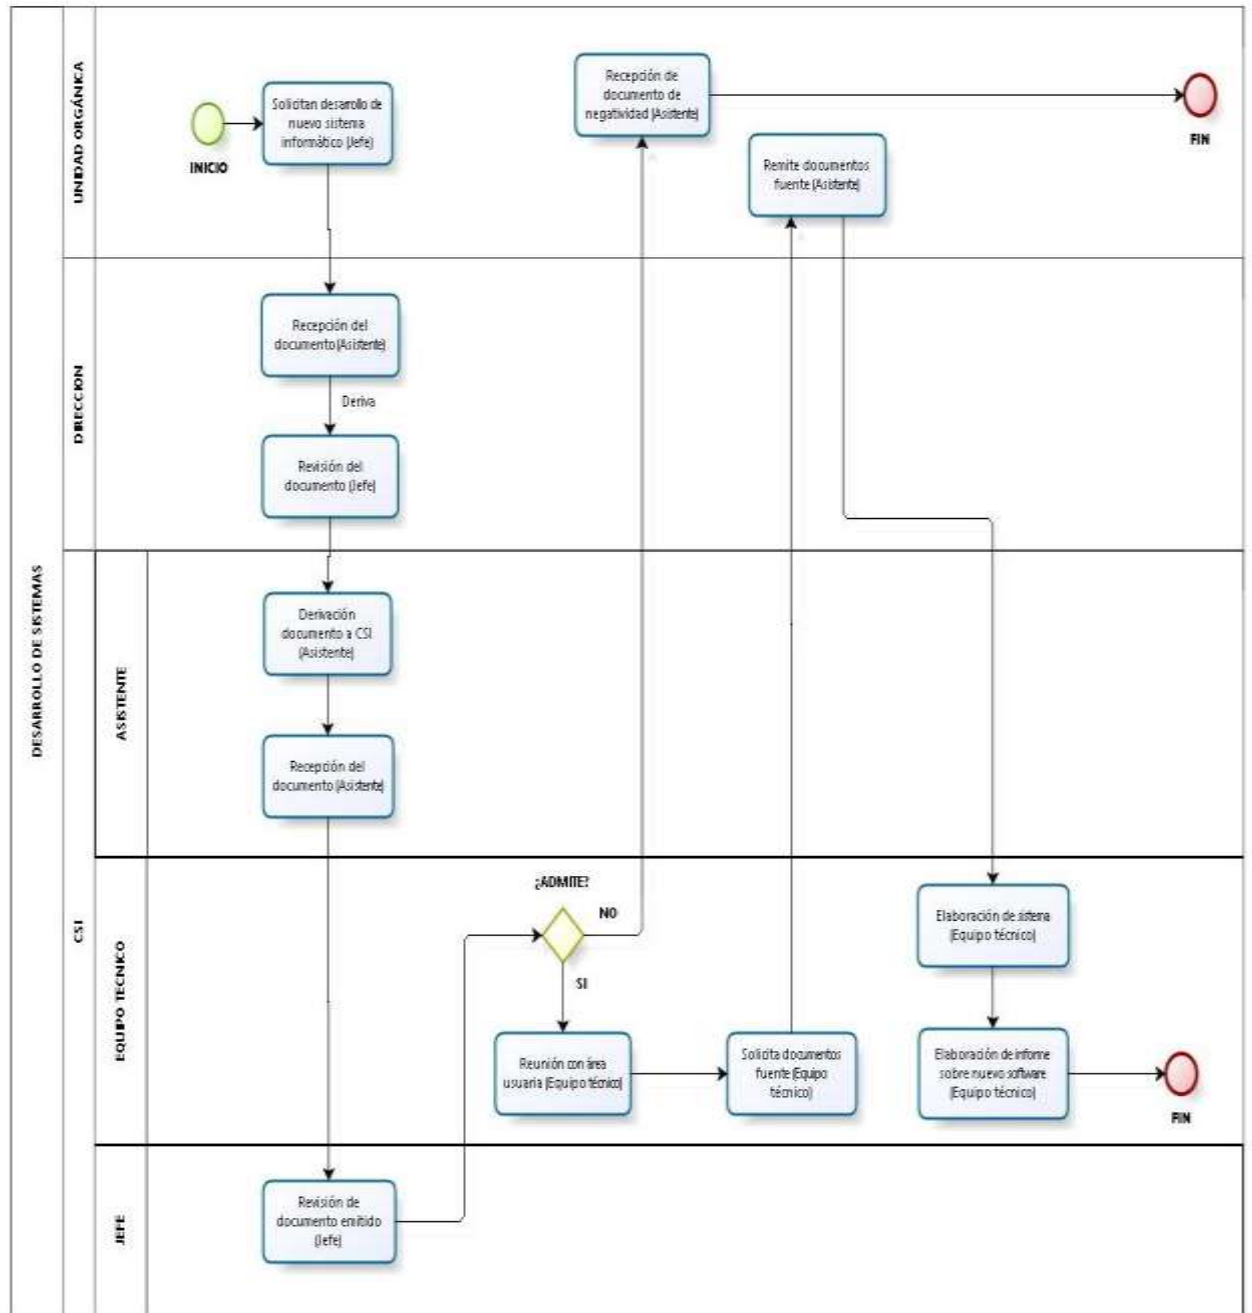 DESARROLLO DE SISTEMAS
UNIDAD ORGÁNICA
INICIO
Solicitan desarrollo de
nuevo sistema
informático (Jefe)
Recepción de
documento de
negatividad (Asistente)
FIN
Remite documentos
fuente (Asistente)
DIRECCION
Recepción del
documento (Asistente)
Deriva
Revisión del
documento (Jefe)
CSI
ASISTENTE
Derivación
documento a CSI
(Asistente)
Recepción del
documento (Asistente)
EQUIPO TECNICO
¿ADMITE?
NO
SI
Reunión con área
usuaria (Equipo técnico)
Solicita documentos
fuente (Equipo
técnico)
Elaboración de sistema
(Equipo técnico)
Elaboración de informe
sobre nuevo software
(Equipo técnico)
FIN
JEFE
Revisión de
documento emitido
(Jefe)